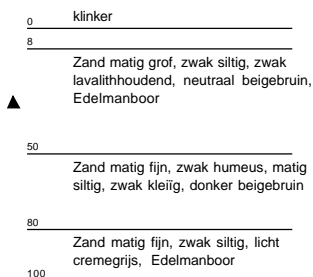 0
klinker
8
Zand matig grof, zwak siltig, zwak
lavalithhoudend, neutraal beigebruin,
Edelmanboor
50
Zand matig fijn, zwak humeus, matig
siltig, zwak kleiïg, donker beigebruin
80
Zand matig fijn, zwak siltig, licht
cremegrijs, Edelmanboor
100